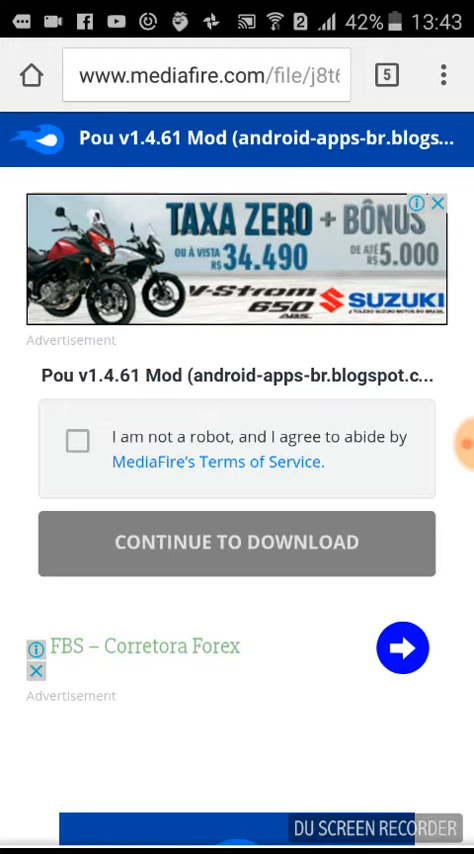 2 42% 13:43
www.mediafire.com/file/j8t6
5
Pou v1.4.61 Mod (android-apps-br.blogs...
TAXA ZERO + BÔNUS
OU À VISTA R$ 34.490 DE ATÉ R$ 5.000
V-Strom 650 ABS SUZUKI
Advertisement
Pou v1.4.61 Mod (android-apps-br.blogspot.c...
I am not a robot, and I agree to abide by
MediaFire's Terms of Service.
CONTINUE TO DOWNLOAD
FBS – Corretora Forex
Advertisement
DU SCREEN RECORDER